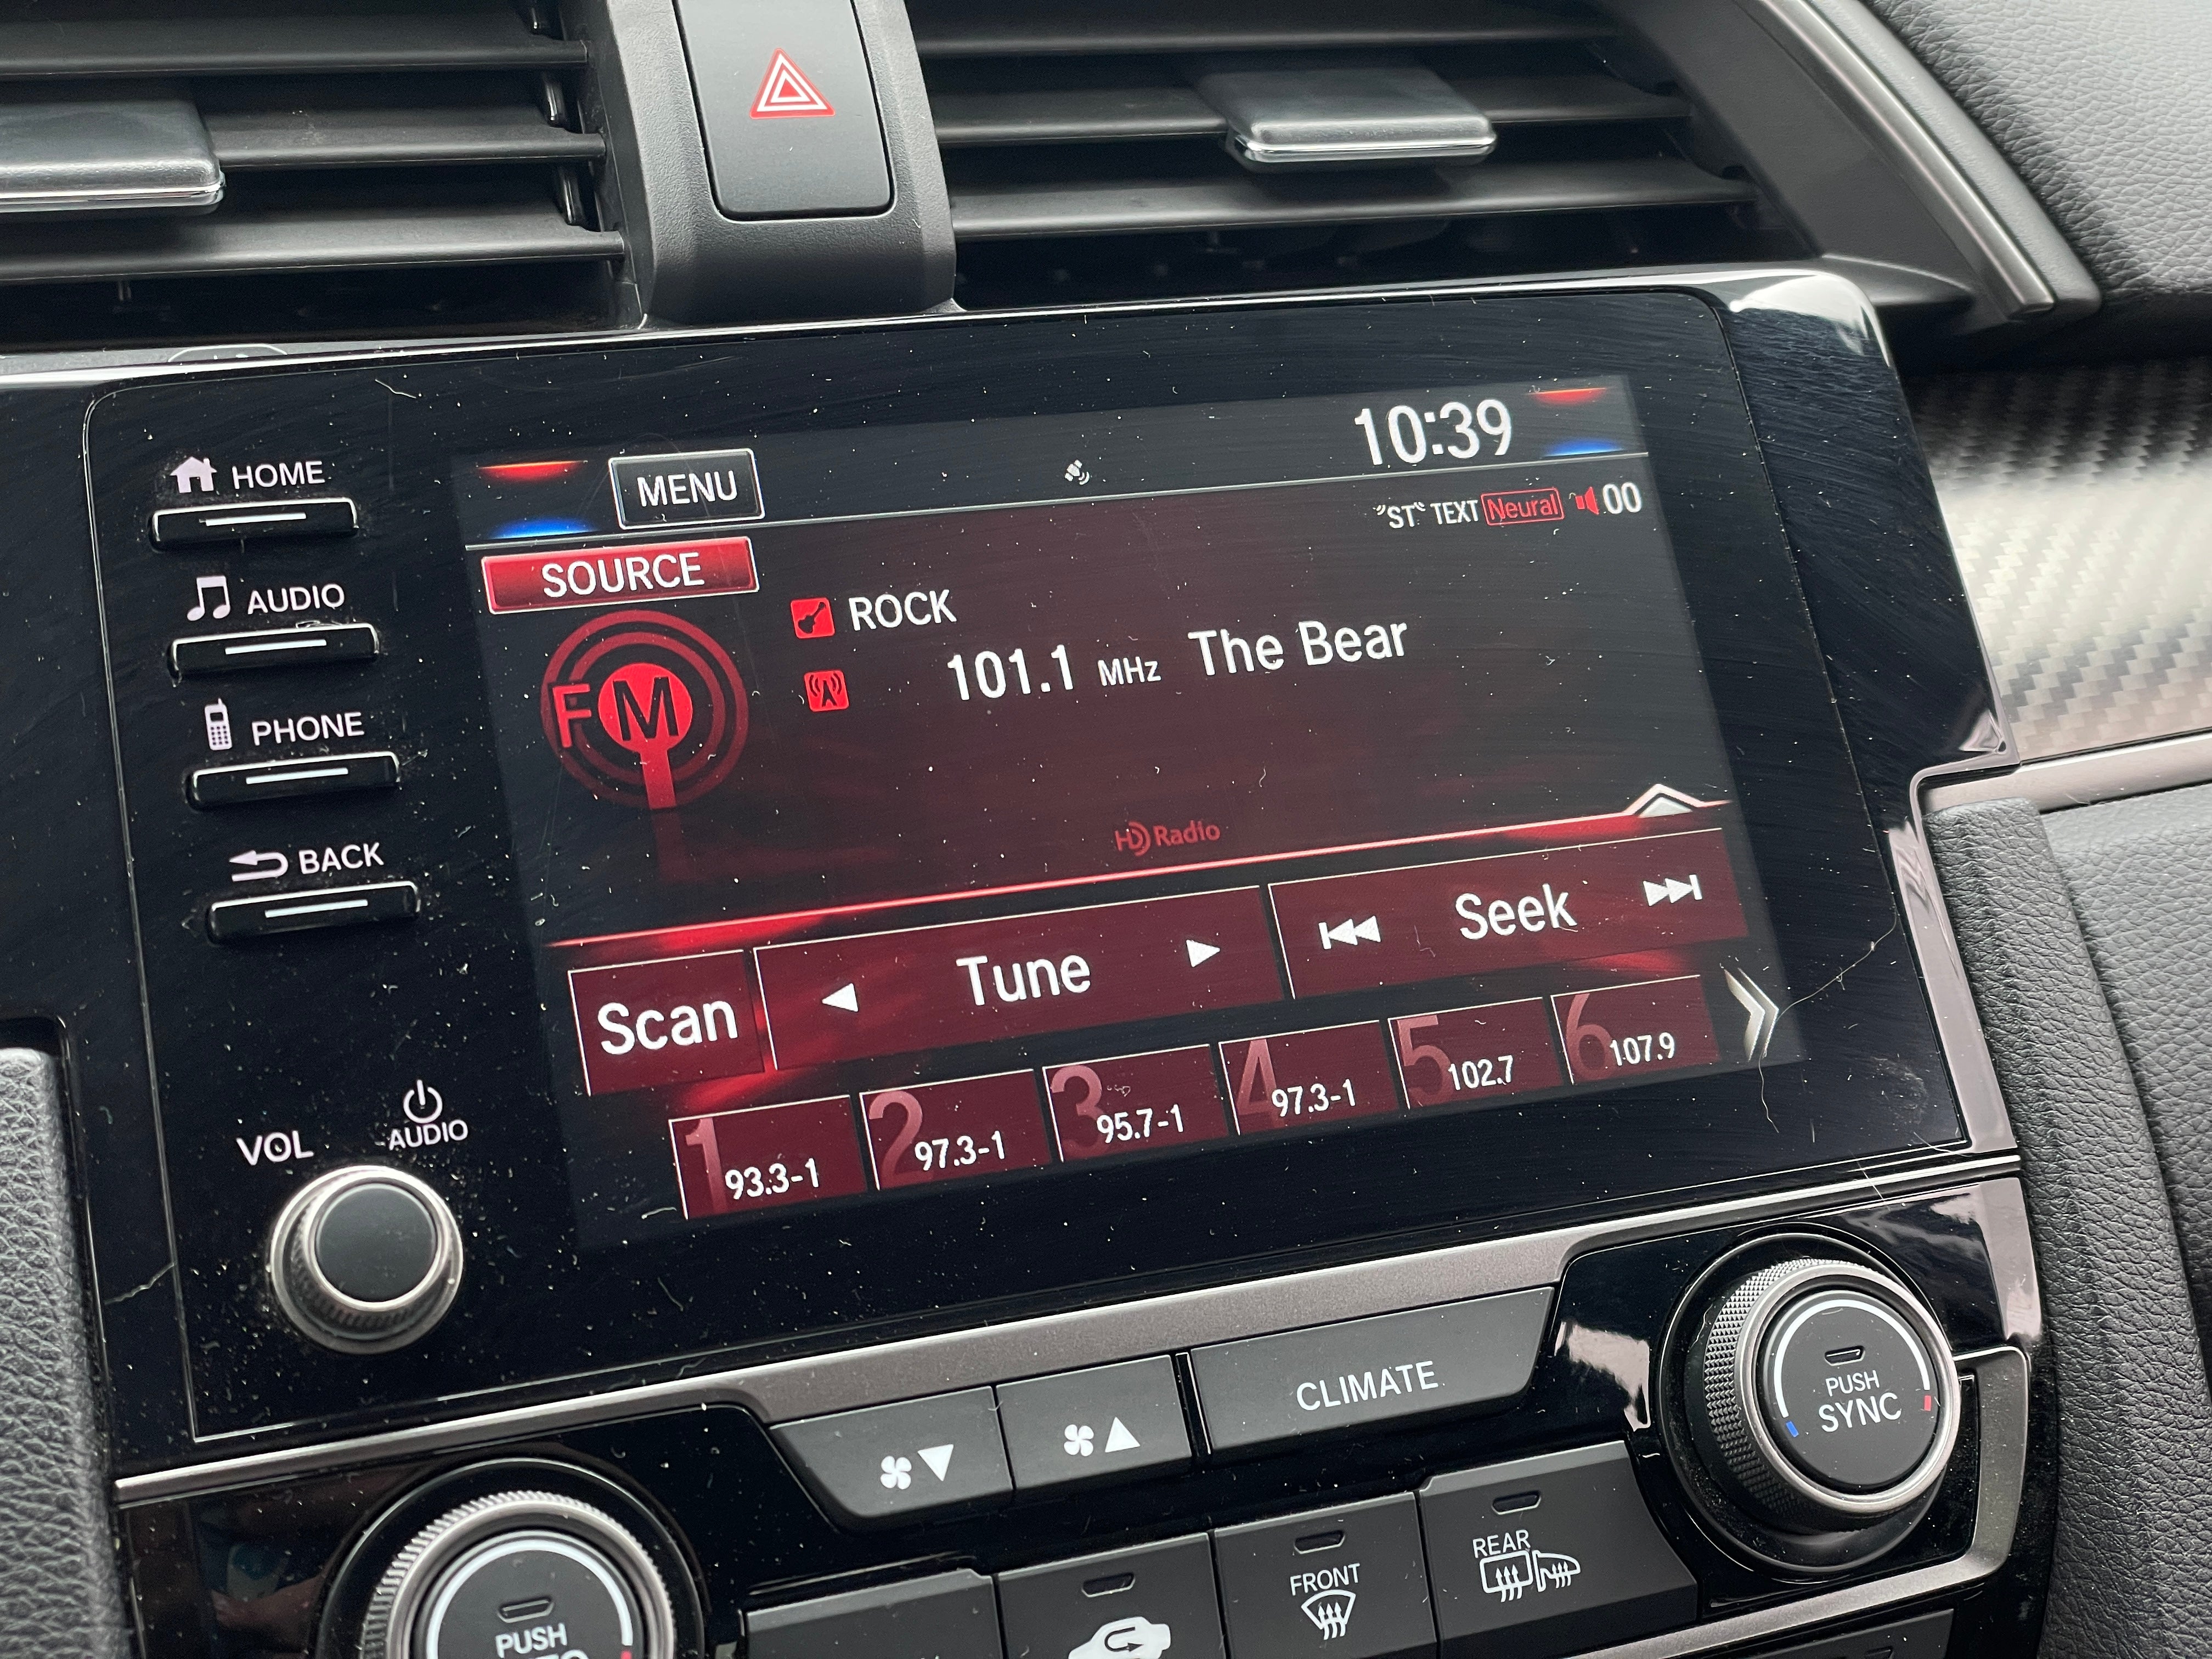 HOME
AUDIO
PHONE
BACK
VOL
AUDIO
MENU
10:39
"ST" TEXT Neural 00
SOURCE
FM
ROCK
101.1 MHz The Bear
HD Radio
Scan
Tune
Seek
1 93.3-1
2 97.3-1
3 95.7-1
4 97.3-1
5 102.7
6 107.9
CLIMATE
PUSH
SYNC
FRONT
REAR
PUSH